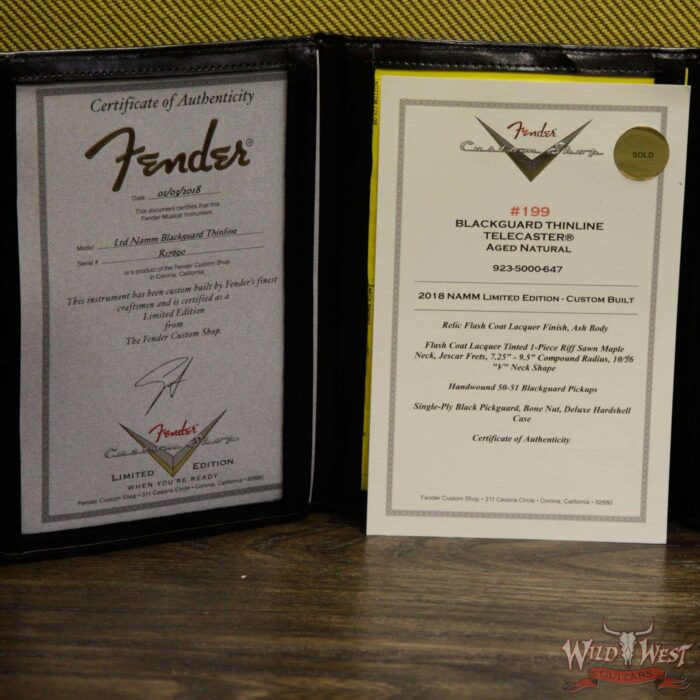 Certificate of Authenticity
Fender®
Date 01/03/2018
This document certifies that this
Fender Musical Instrument,
Model Ltd Namm Blackguard Thinline
Serial # R17690
is a product of the Fender Custom Shop
in Corona, California.
This instrument has been custom built by Fender's finest
craftsmen and is certified as a
Limited Edition
from
The Fender Custom Shop.
Fender
Custom Shop
LIMITED EDITION
WHEN YOU'RE READY
Fender Custom Shop • 311 Cessna Circle • Corona, California • 92880
Fender
Custom Shop
SOLD
#199
BLACKGUARD THINLINE
TELECASTER®
AGED NATURAL
923-5000-647
2018 NAMM LIMITED EDITION - CUSTOM BUILT
Relic Flash Coat Lacquer Finish, Ash Body
Flash Coat Lacquer Tinted 1-Piece Riff Sawn Maple
Neck, Jescar Frets, 7.25" - 9.5" Compound Radius, 10/56
"V" Neck Shape
Handwound 50-51 Blackguard Pickups
Single-Ply Black Pickguard, Bone Nut, Deluxe Hardshell
Case
Certificate of Authenticity
Fender Custom Shop • 311 Cessna Circle • Corona, California • 92880
WILD WEST
GUITARS